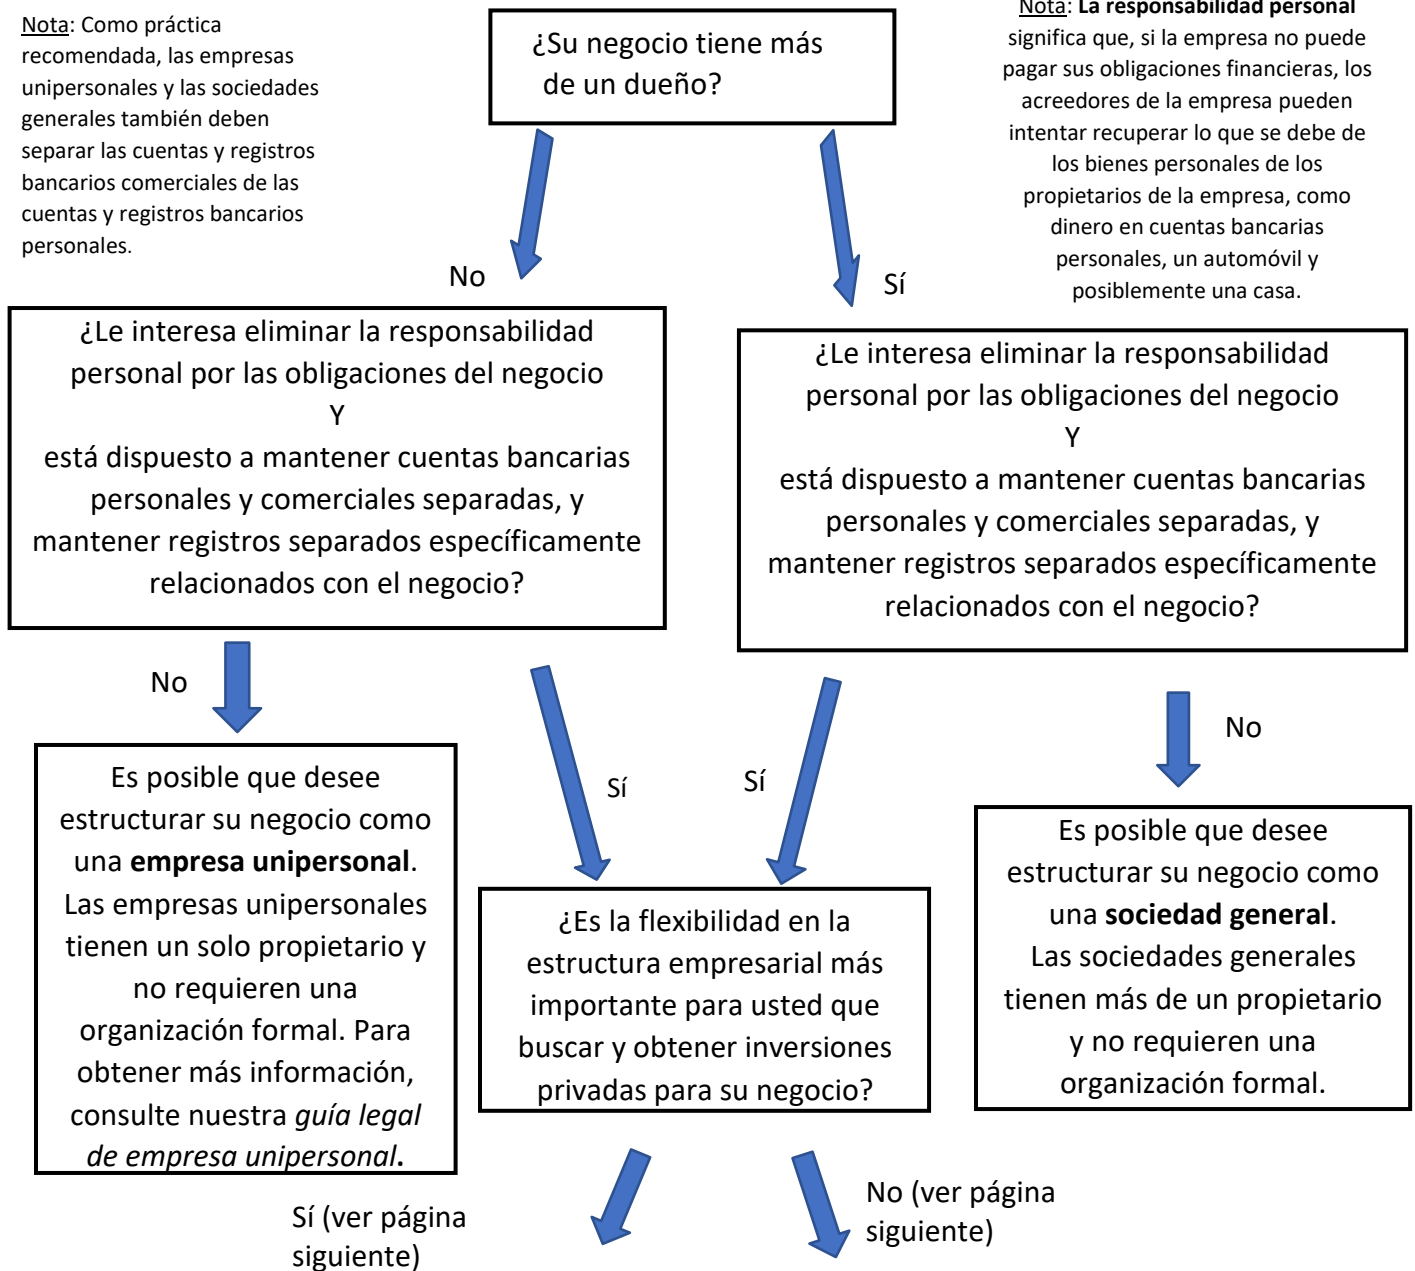 Nota: Como práctica
recomendada, las empresas
unipersonales y las sociedades
generales también deben
separar las cuentas y registros
bancarios comerciales de las
cuentas y registros bancarios
personales.
¿Su negocio tiene más
de un dueño?
Nota: La responsabilidad personal
significa que, si la empresa no puede
pagar sus obligaciones financieras, los
acreedores de la empresa pueden
intentar recuperar lo que se debe de
los bienes personales de los
propietarios de la empresa, como
dinero en cuentas bancarias
personales, un automóvil y
posiblemente una casa.
No
Sí
¿Le interesa eliminar la responsabilidad
personal por las obligaciones del negocio
Y
está dispuesto a mantener cuentas bancarias
personales y comerciales separadas, y
mantener registros separados específicamente
relacionados con el negocio?
¿Le interesa eliminar la responsabilidad
personal por las obligaciones del negocio
Y
está dispuesto a mantener cuentas bancarias
personales y comerciales separadas, y
mantener registros separados específicamente
relacionados con el negocio?
No
Sí
Sí
No
Es posible que desee
estructurar su negocio como
una empresa unipersonal.
Las empresas unipersonales
tienen un solo propietario y
no requieren una
organización formal. Para
obtener más información,
consulte nuestra guía legal
de empresa unipersonal.
¿Es la flexibilidad en la
estructura empresarial más
importante para usted que
buscar y obtener inversiones
privadas para su negocio?
Es posible que desee
estructurar su negocio como
una sociedad general.
Las sociedades generales
tienen más de un propietario
y no requieren una
organización formal.
Sí (ver página
siguiente)
No (ver página
siguiente)